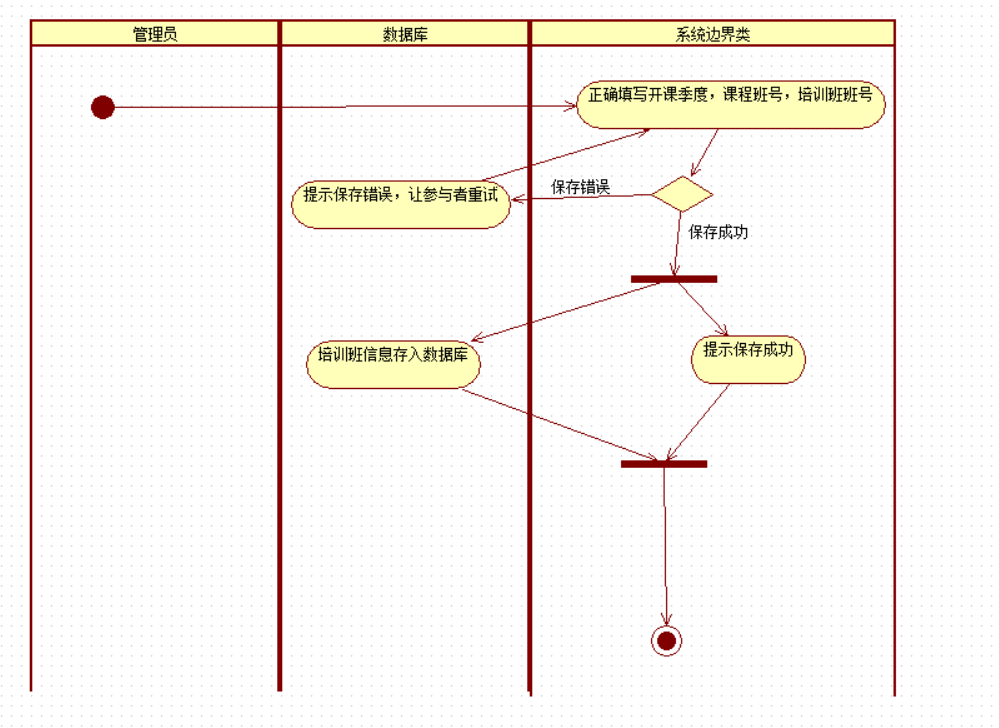 管理员
数据库
系统边界类
正确填写开课季度，课程班号，培训班班号
提示保存错误，让参与者重试
保存错误
保存成功
培训班信息存入数据库
提示保存成功